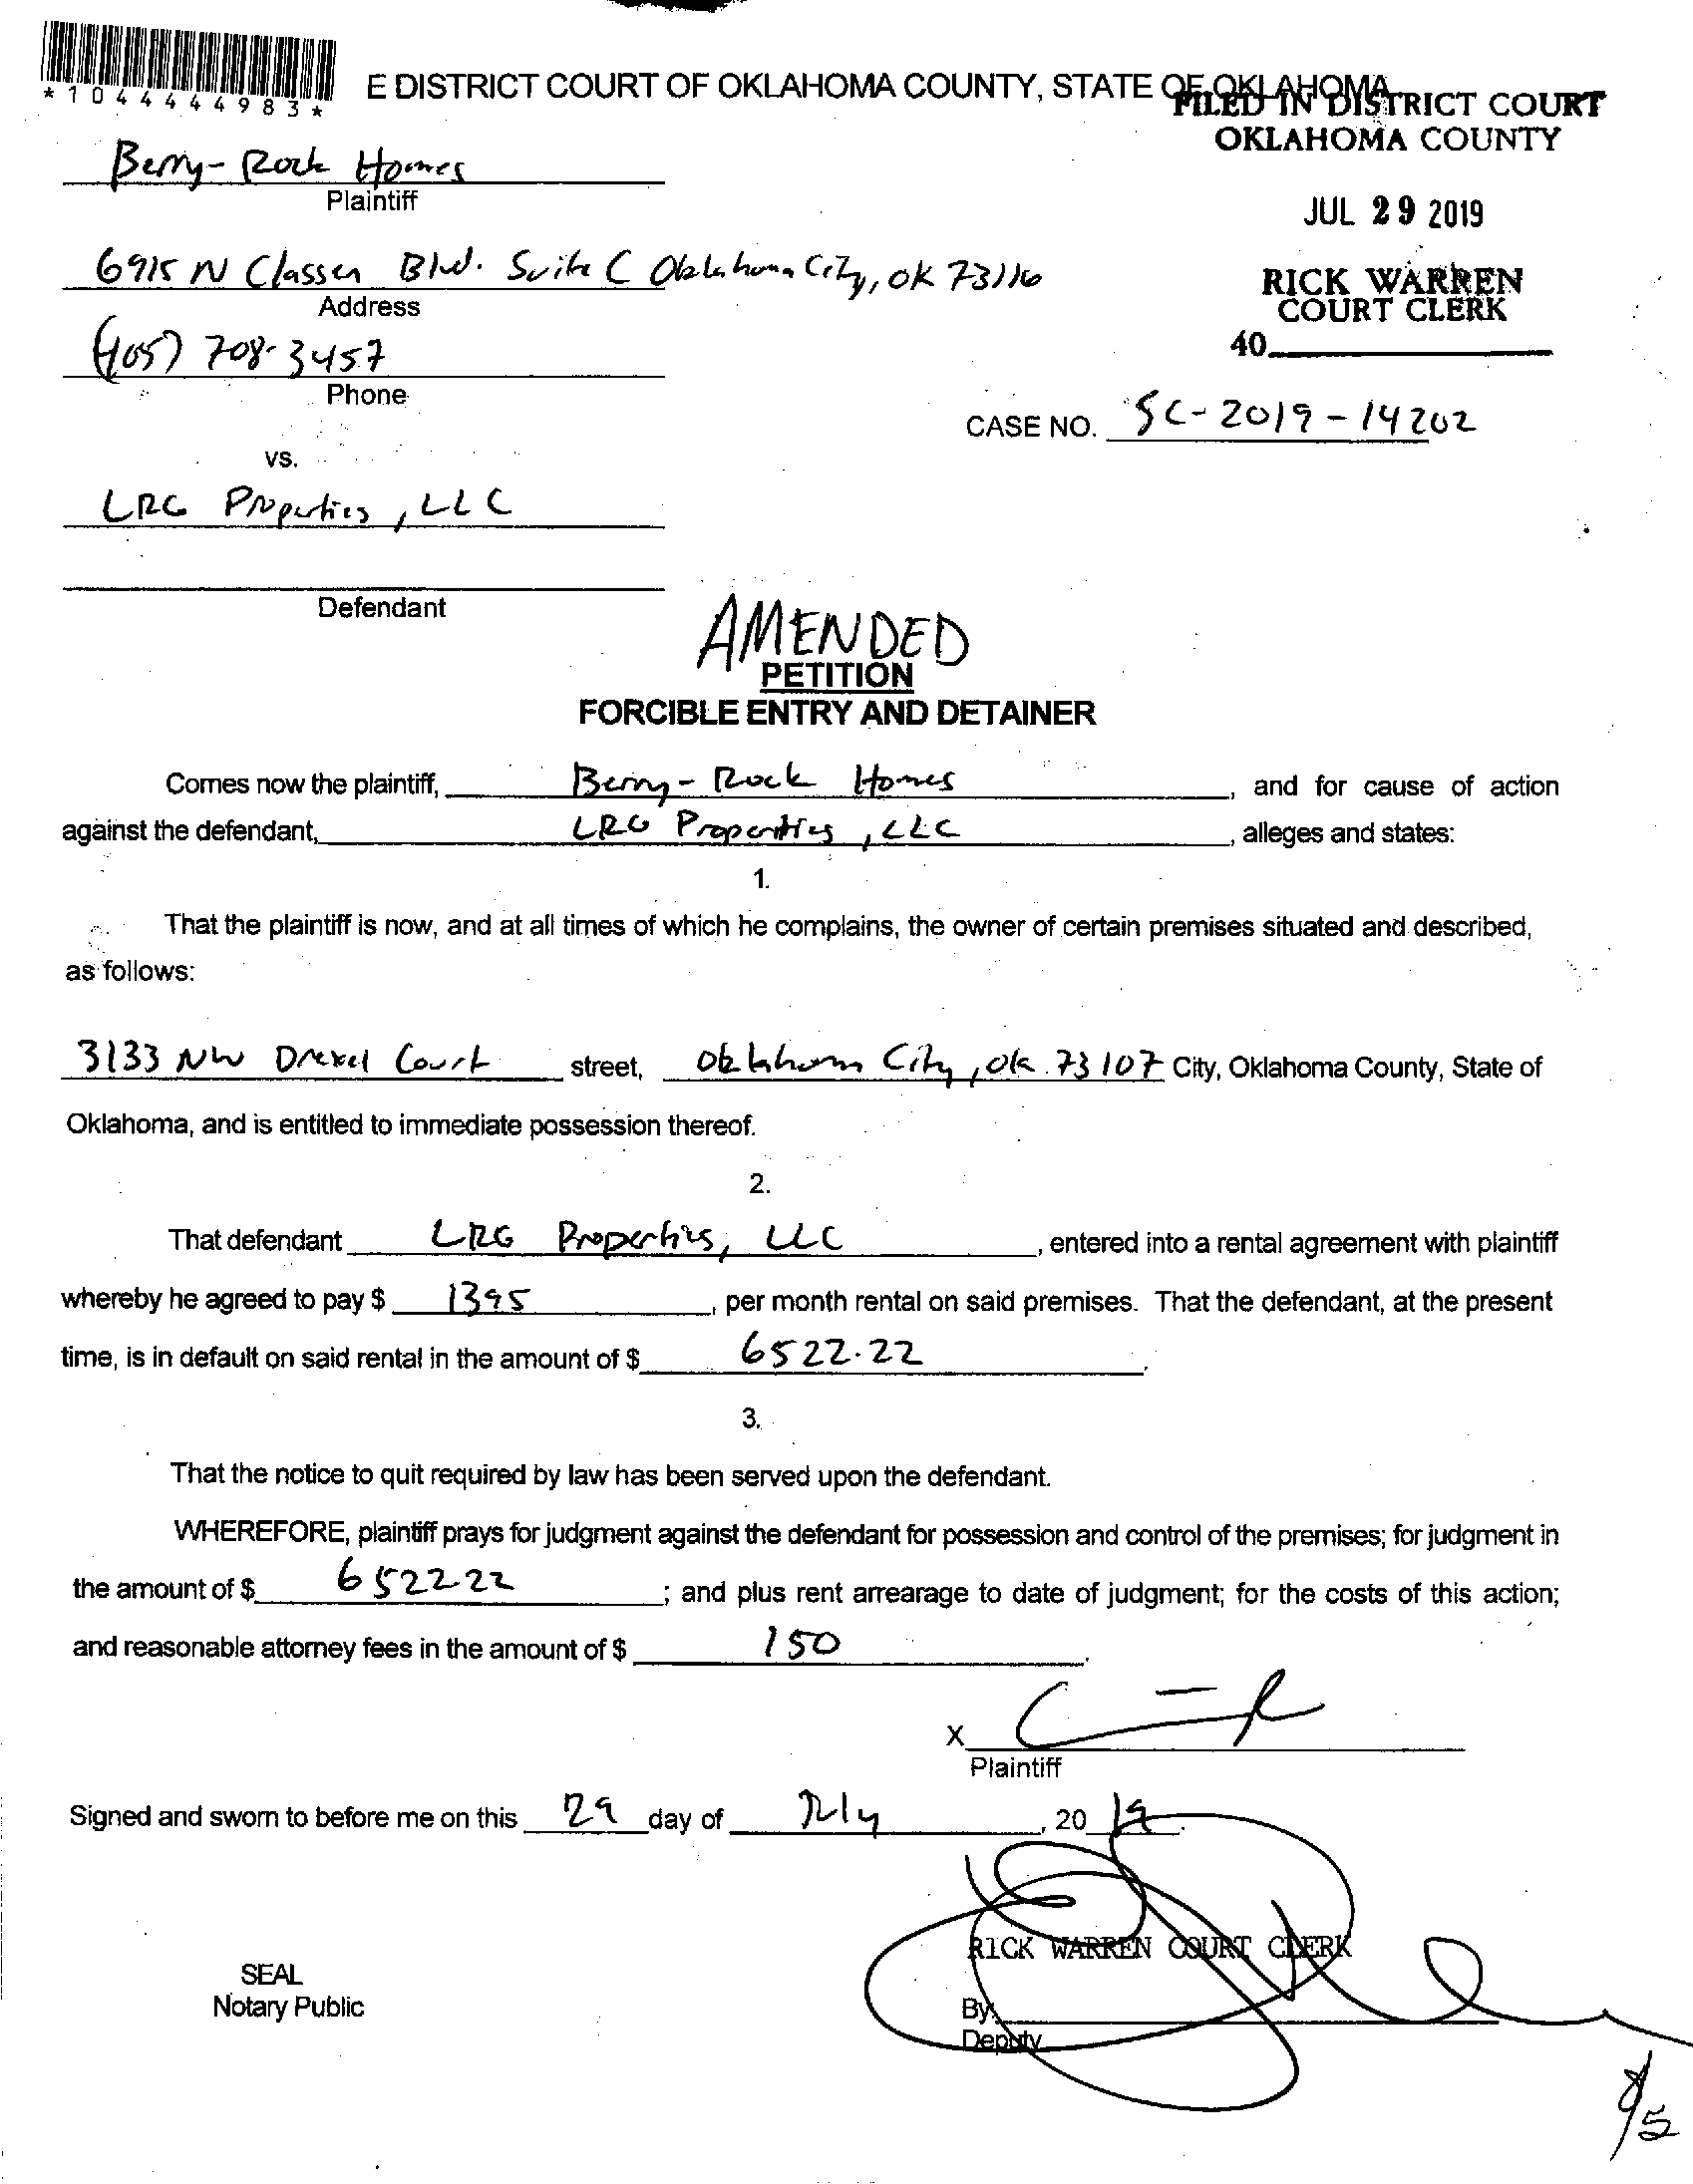 *1044444983*
E DISTRICT COURT OF OKLAHOMA COUNTY, STATE OF OKLAHOMA
FILED IN DISTRICT COURT
OKLAHOMA COUNTY
Berry-Rock Homes
Plaintiff
JUL 29 2019
6915 N Classen Blvd. Suite C Oklahoma City, OK 73116
Address
RICK WARREN
COURT CLERK
40
(405) 708-3457
Phone
CASE NO. SC-2019-14202
vs.
LRG Properties, LLC
Defendant
AMENDED
PETITION
FORCIBLE ENTRY AND DETAINER
Comes now the plaintiff, Berry-Rock Homes, and for cause of action
against the defendant, LRG Properties, LLC, alleges and states:
1.
That the plaintiff is now, and at all times of which he complains, the owner of certain premises situated and described,
as follows:
3133 NW Drexel Court street, Oklahoma City, OK 73107 City, Oklahoma County, State of
Oklahoma, and is entitled to immediate possession thereof.
2.
That defendant LRG Properties, LLC, entered into a rental agreement with plaintiff
whereby he agreed to pay $ 1395, per month rental on said premises. That the defendant, at the present
time, is in default on said rental in the amount of $ 6522.22.
3.
That the notice to quit required by law has been served upon the defendant.
WHEREFORE, plaintiff prays for judgment against the defendant for possession and control of the premises; for judgment in
the amount of $ 6522.22; and plus rent arrearage to date of judgment; for the costs of this action;
and reasonable attorney fees in the amount of $ 150.
X
Plaintiff
Signed and sworn to before me on this 29 day of July, 2019.
RICK WARREN COURT CLERK
SEAL
Notary Public
By:
Deputy
8/5